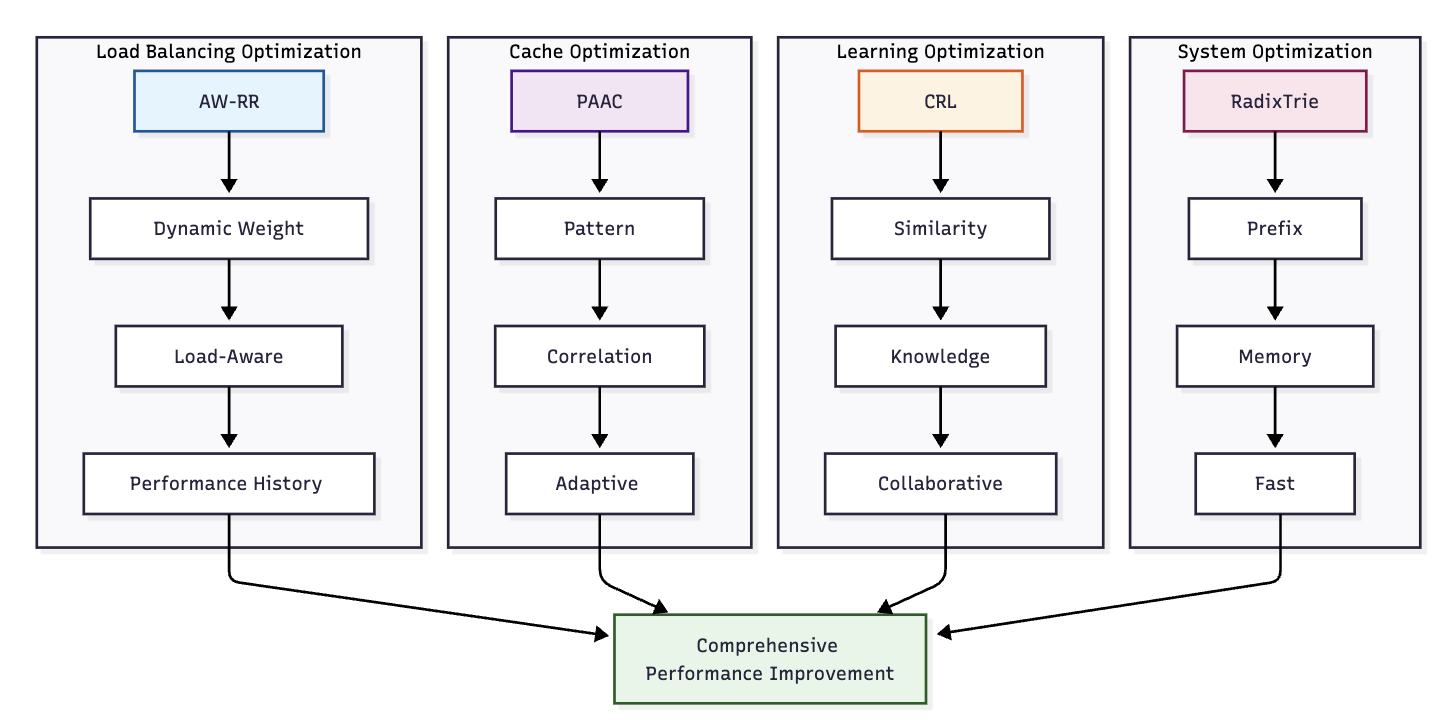 Load Balancing Optimization
AW-RR
Dynamic Weight
Load-Aware
Performance History
Cache Optimization
PAAC
Pattern
Correlation
Adaptive
Learning Optimization
CRL
Similarity
Knowledge
Collaborative
System Optimization
RadixTrie
Prefix
Memory
Fast
Comprehensive
Performance Improvement